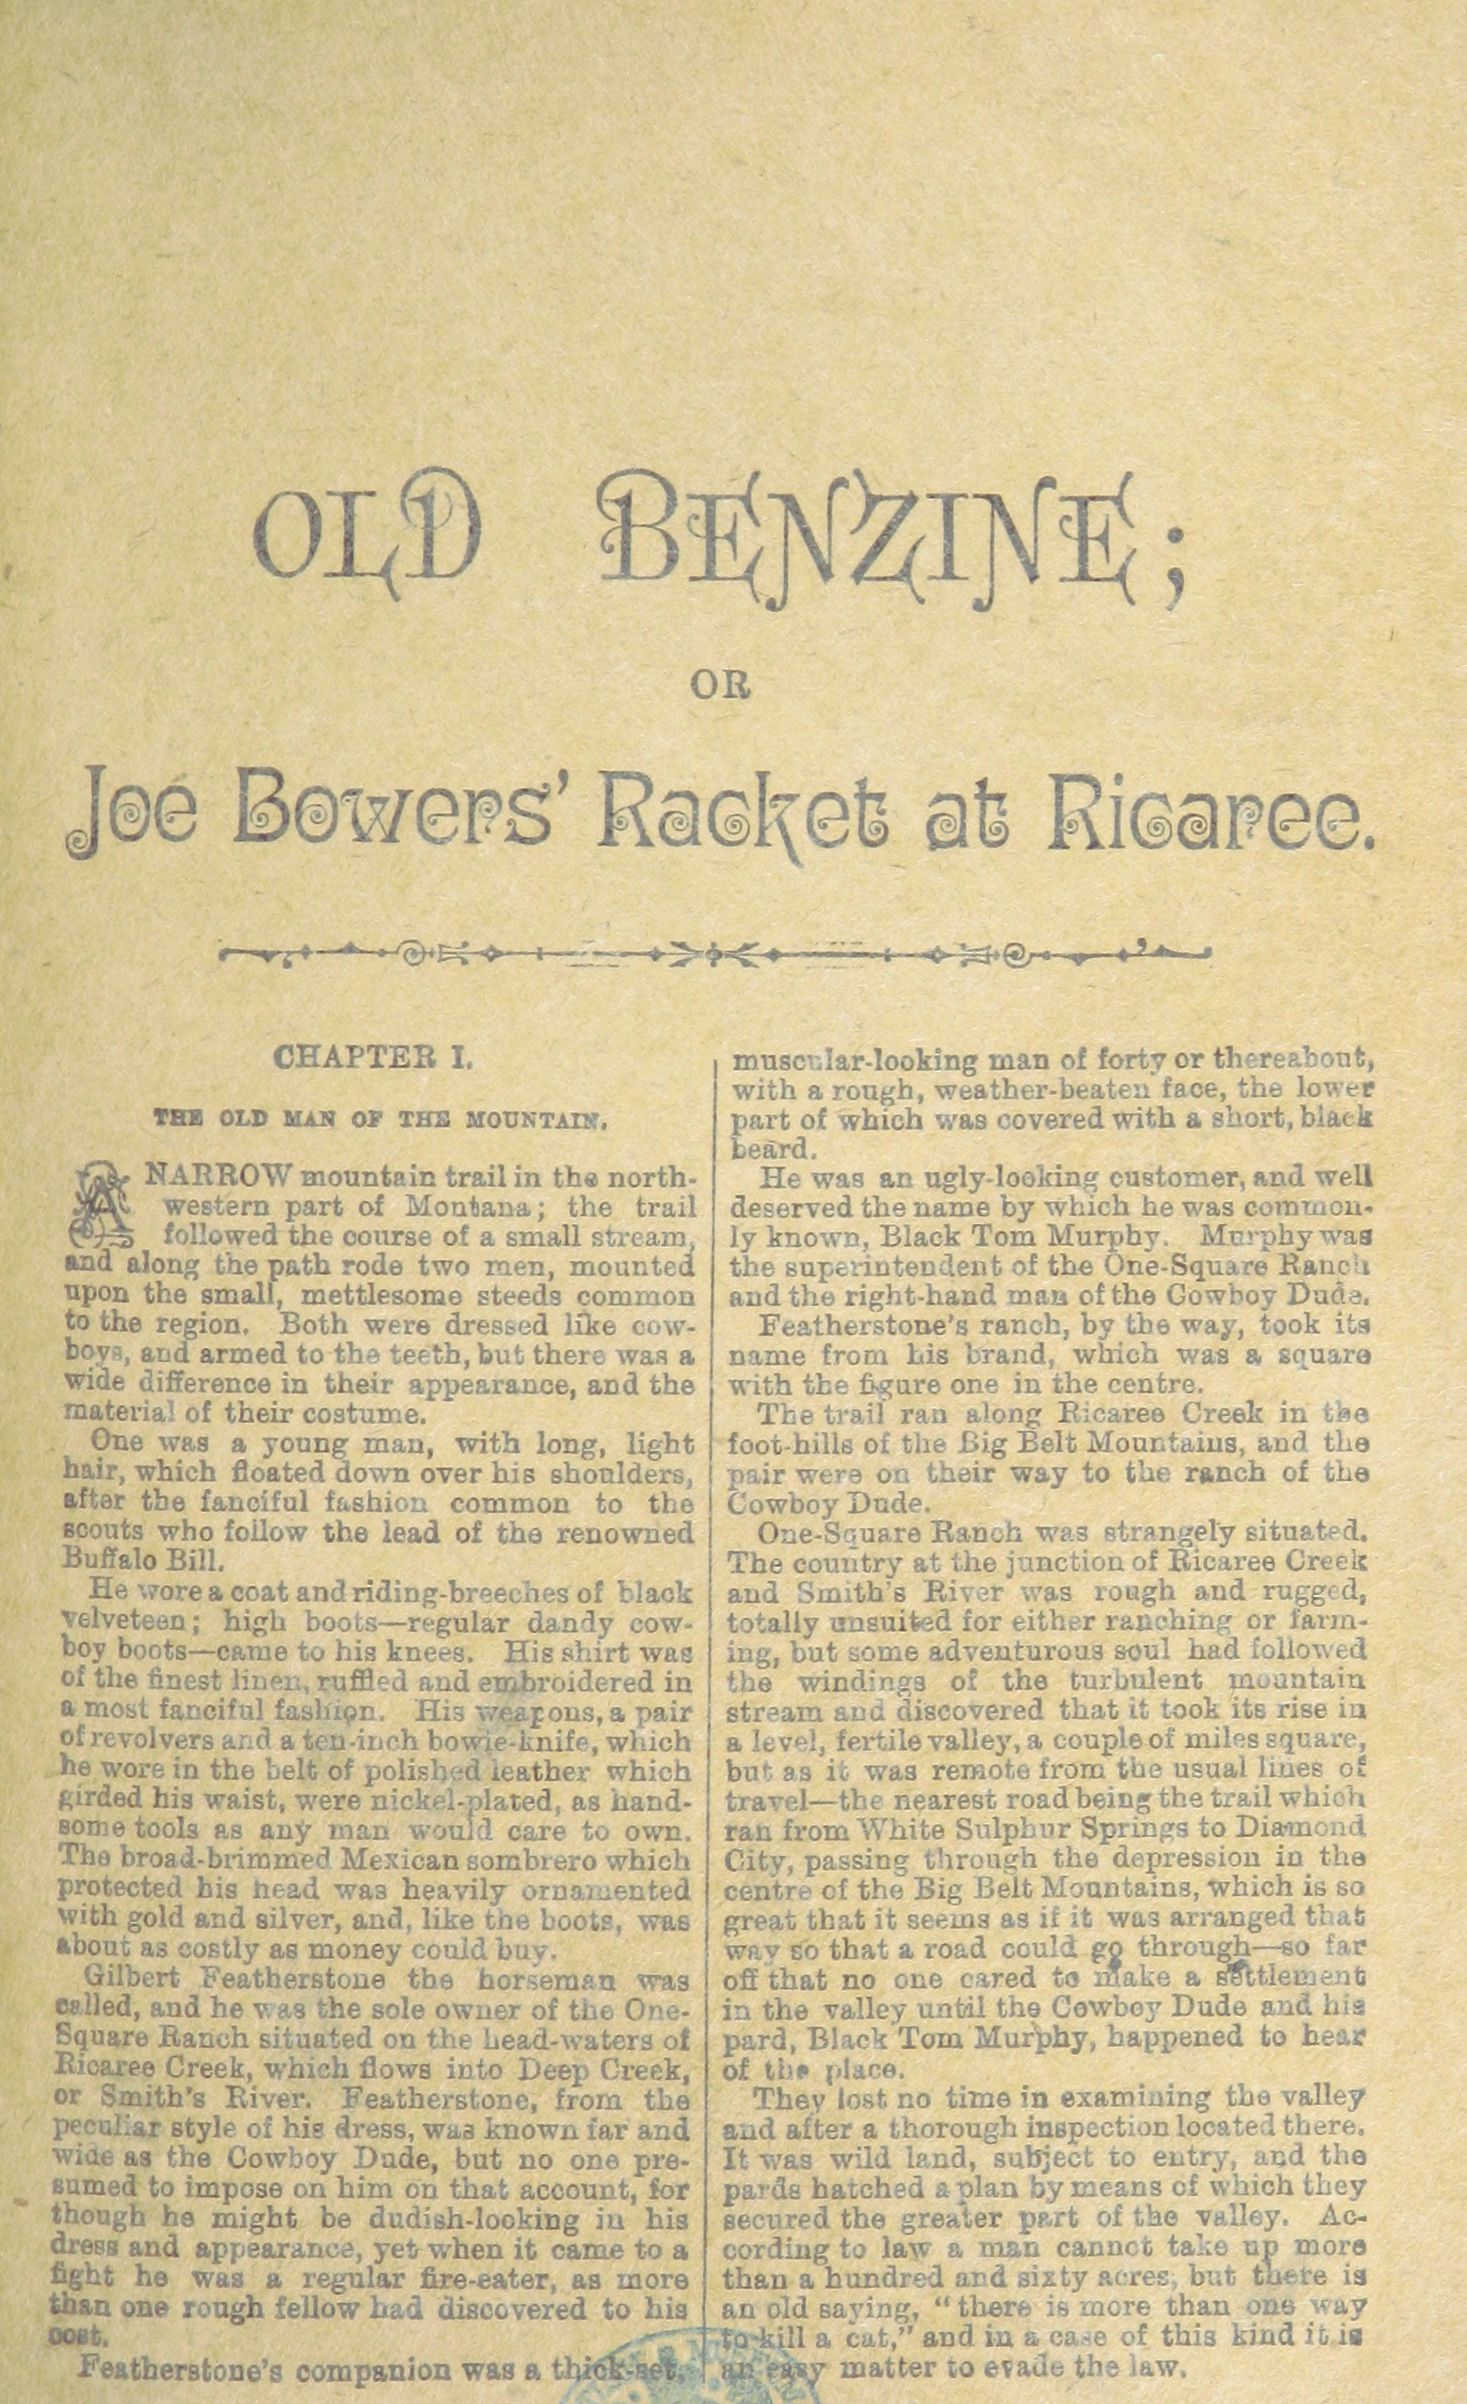 OLD BENZINE;
OR
Joe Bowers' Racket at Ricaree.
CHAPTER I.
THE OLD MAN OF THE MOUNTAIN.
A NARROW mountain trail in the north-
western part of Montana; the trail
followed the course of a small stream,
and along the path rode two men, mounted
upon the small, mettlesome steeds common
to the region. Both were dressed like cow-
boys, and armed to the teeth, but there was a
wide difference in their appearance, and the
material of their costume.
One was a young man, with long, light
hair, which floated down over his shoulders,
after the fanciful fashion common to the
scouts who follow the lead of the renowned
Buffalo Bill.
He wore a coat and riding-breeches of black
velveteen; high boots—regular dandy cow-
boy boots—came to his knees. His shirt was
of the finest linen, ruffled and embroidered in
a most fanciful fashion. His weapons, a pair
of revolvers and a ten-inch bowie-knife, which
he wore in the belt of polished leather which
girded his waist, were nickel-plated, as hand-
some tools as any man would care to own.
The broad-brimmed Mexican sombrero which
protected his head was heavily ornamented
with gold and silver, and, like the boots, was
about as costly as money could buy.
Gilbert Featherstone the horseman was
called, and he was the sole owner of the One-
Square Ranch situated on the head-waters of
Ricaree Creek, which flows into Deep Creek,
or Smith's River. Featherstone, from the
peculiar style of his dress, was known far and
wide as the Cowboy Dude, but no one pre-
sumed to impose on him on that account, for
though he might be dudish-looking in his
dress and appearance, yet when it came to a
fight he was a regular fire-eater, as more
than one rough fellow had discovered to his
cost.
Featherstone's companion was a thick-set,
muscular-looking man of forty or thereabout,
with a rough, weather-beaten face, the lower
part of which was covered with a short, black
beard.
He was an ugly-looking customer, and well
deserved the name by which he was common-
ly known, Black Tom Murphy. Murphy was
the superintendent of the One-Square Ranch
and the right-hand man of the Cowboy Dude.
Featherstone's ranch, by the way, took its
name from his brand, which was a square
with the figure one in the centre.
The trail ran along Ricaree Creek in the
foot-hills of the Big Belt Mountains, and the
pair were on their way to the ranch of the
Cowboy Dude.
One-Square Ranch was strangely situated.
The country at the junction of Ricaree Creek
and Smith's River was rough and rugged,
totally unsuited for either ranching or farm-
ing, but some adventurous soul had followed
the windings of the turbulent mountain
stream and discovered that it took its rise in
a level, fertile valley, a couple of miles square,
but as it was remote from the usual lines of
travel—the nearest road being the trail which
ran from White Sulphur Springs to Diamond
City, passing through the depression in the
centre of the Big Belt Mountains, which is so
great that it seems as if it was arranged that
way so that a road could go through—so far
off that no one cared to make a settlement
in the valley until the Cowboy Dude and his
pard, Black Tom Murphy, happened to hear
of the place.
They lost no time in examining the valley
and after a thorough inspection located there.
It was wild land, subject to entry, and the
pards hatched a plan by means of which they
secured the greater part of the valley. Ac-
cording to law a man cannot take up more
than a hundred and sixty acres, but there is
an old saying, "there is more than one way
to kill a cat," and in a case of this kind it is
an easy matter to evade the law.